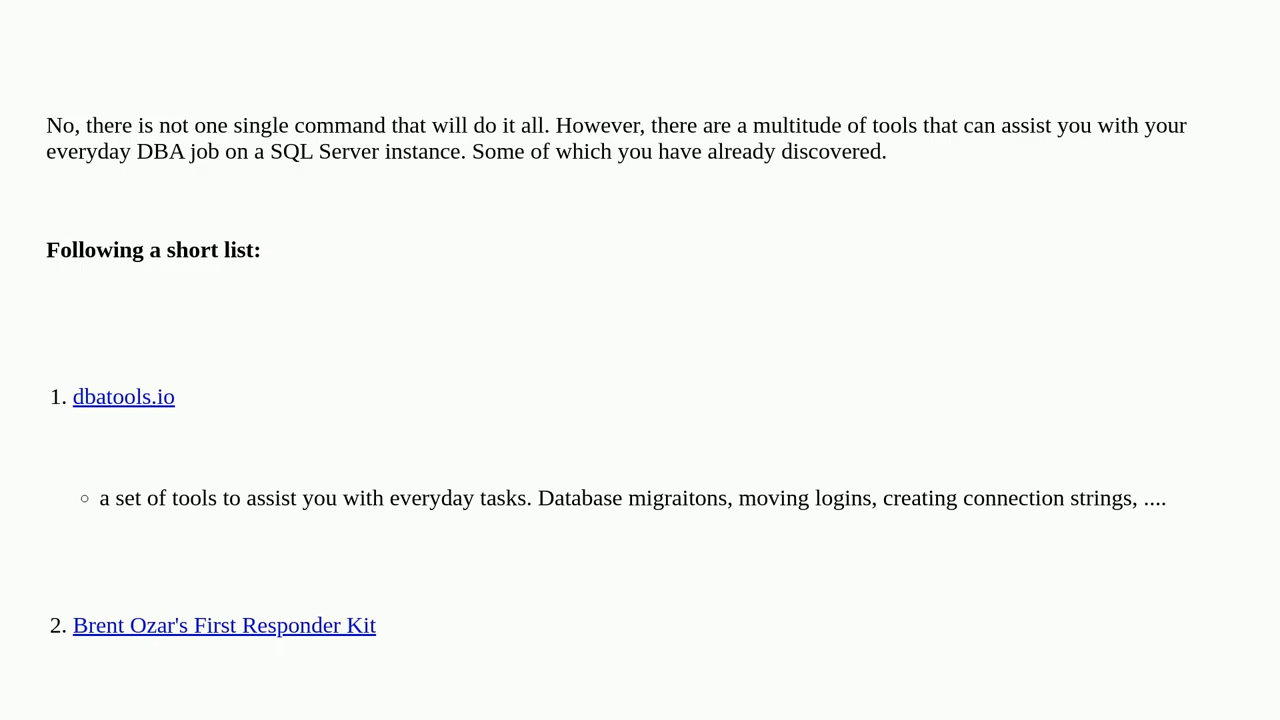 No, there is not one single command that will do it all. However, there are a multitude of tools that can assist you with your
everyday DBA job on a SQL Server instance. Some of which you have already discovered.
Following a short list:
1. dbatools.io
○ a set of tools to assist you with everyday tasks. Database migraitons, moving logins, creating connection strings, ....
2. Brent Ozar's First Responder Kit